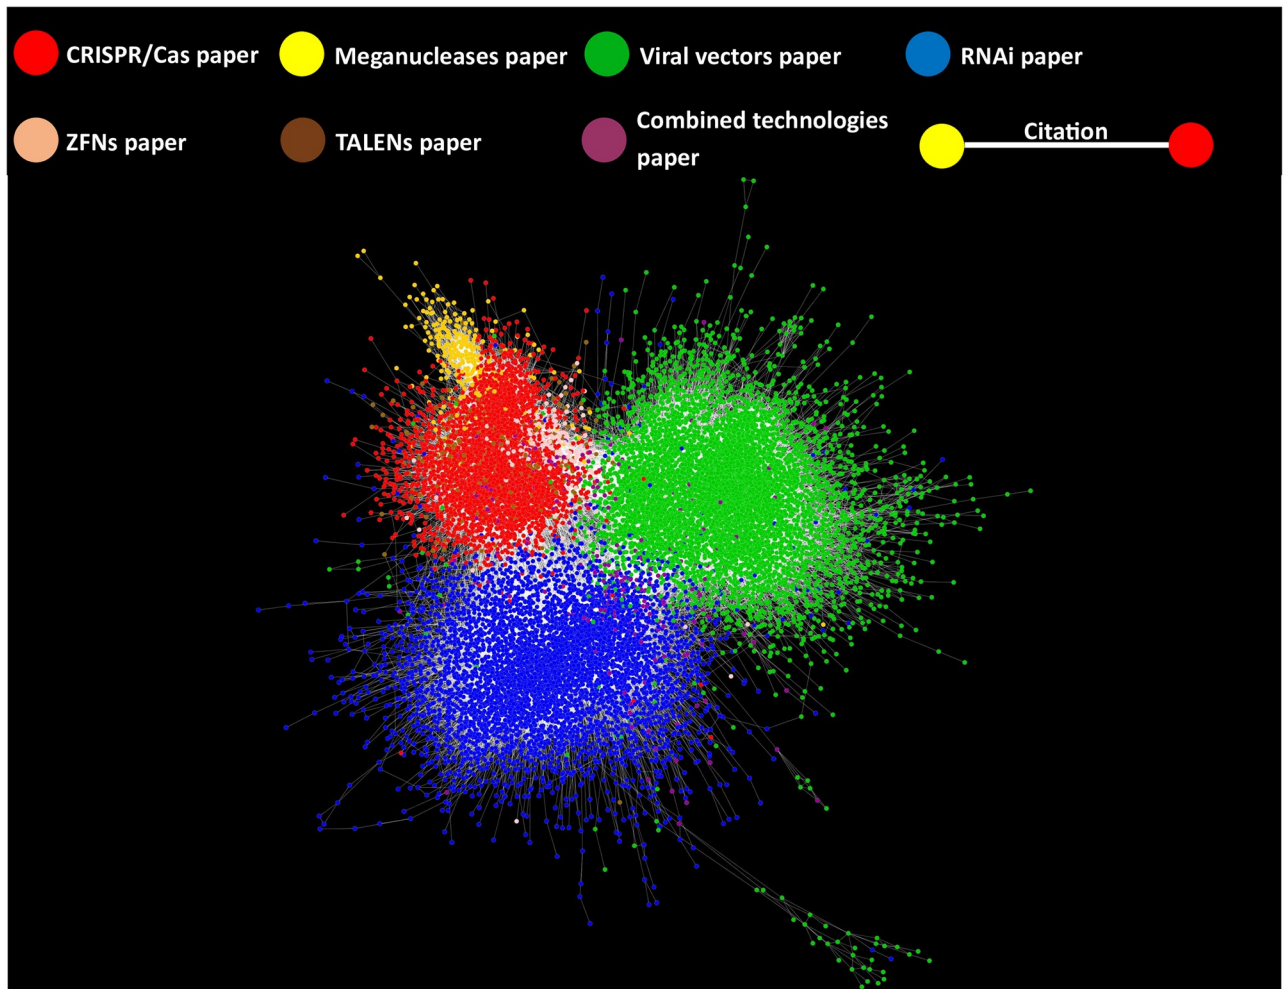 CRISPR/Cas paper
Meganucleases paper
Viral vectors paper
RNAi paper
ZFNs paper
TALENs paper
Combined technologies
paper
Citation